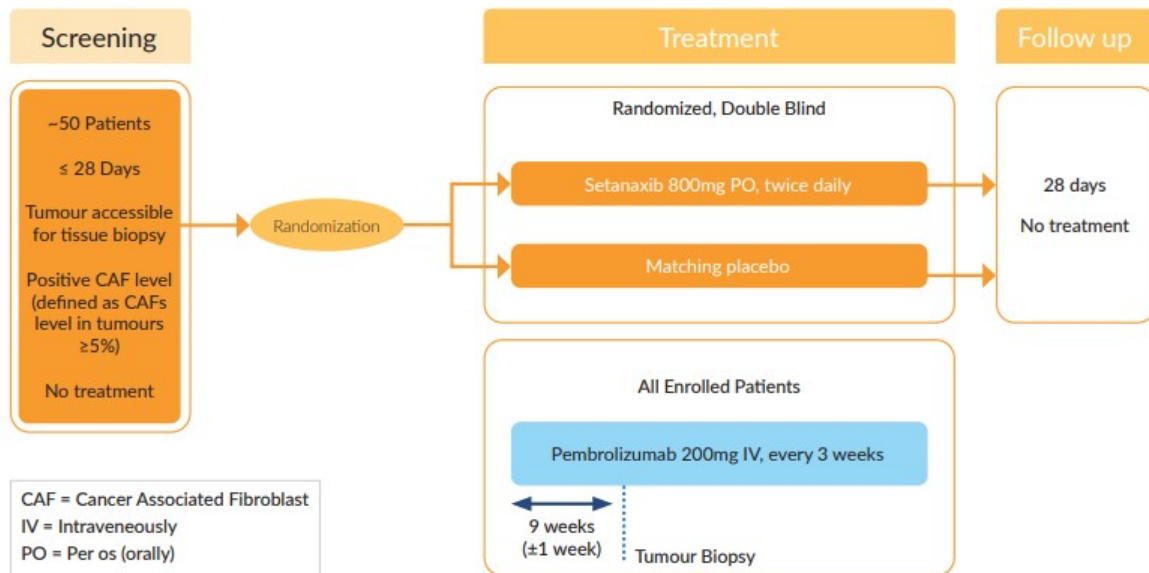 Screening
~50 Patients
≤ 28 Days
Tumour accessible
for tissue biopsy
Positive CAF level
(defined as CAFs
level in tumours
≥5%)
No treatment
Randomization
Treatment
Randomized, Double Blind
Setanaxib 800mg PO, twice daily
Matching placebo
All Enrolled Patients
Pembrolizumab 200mg IV, every 3 weeks
9 weeks
(±1 week)
Tumour Biopsy
Follow up
28 days
No treatment
CAF = Cancer Associated Fibroblast
IV = Intraveneously
PO = Per os (orally)